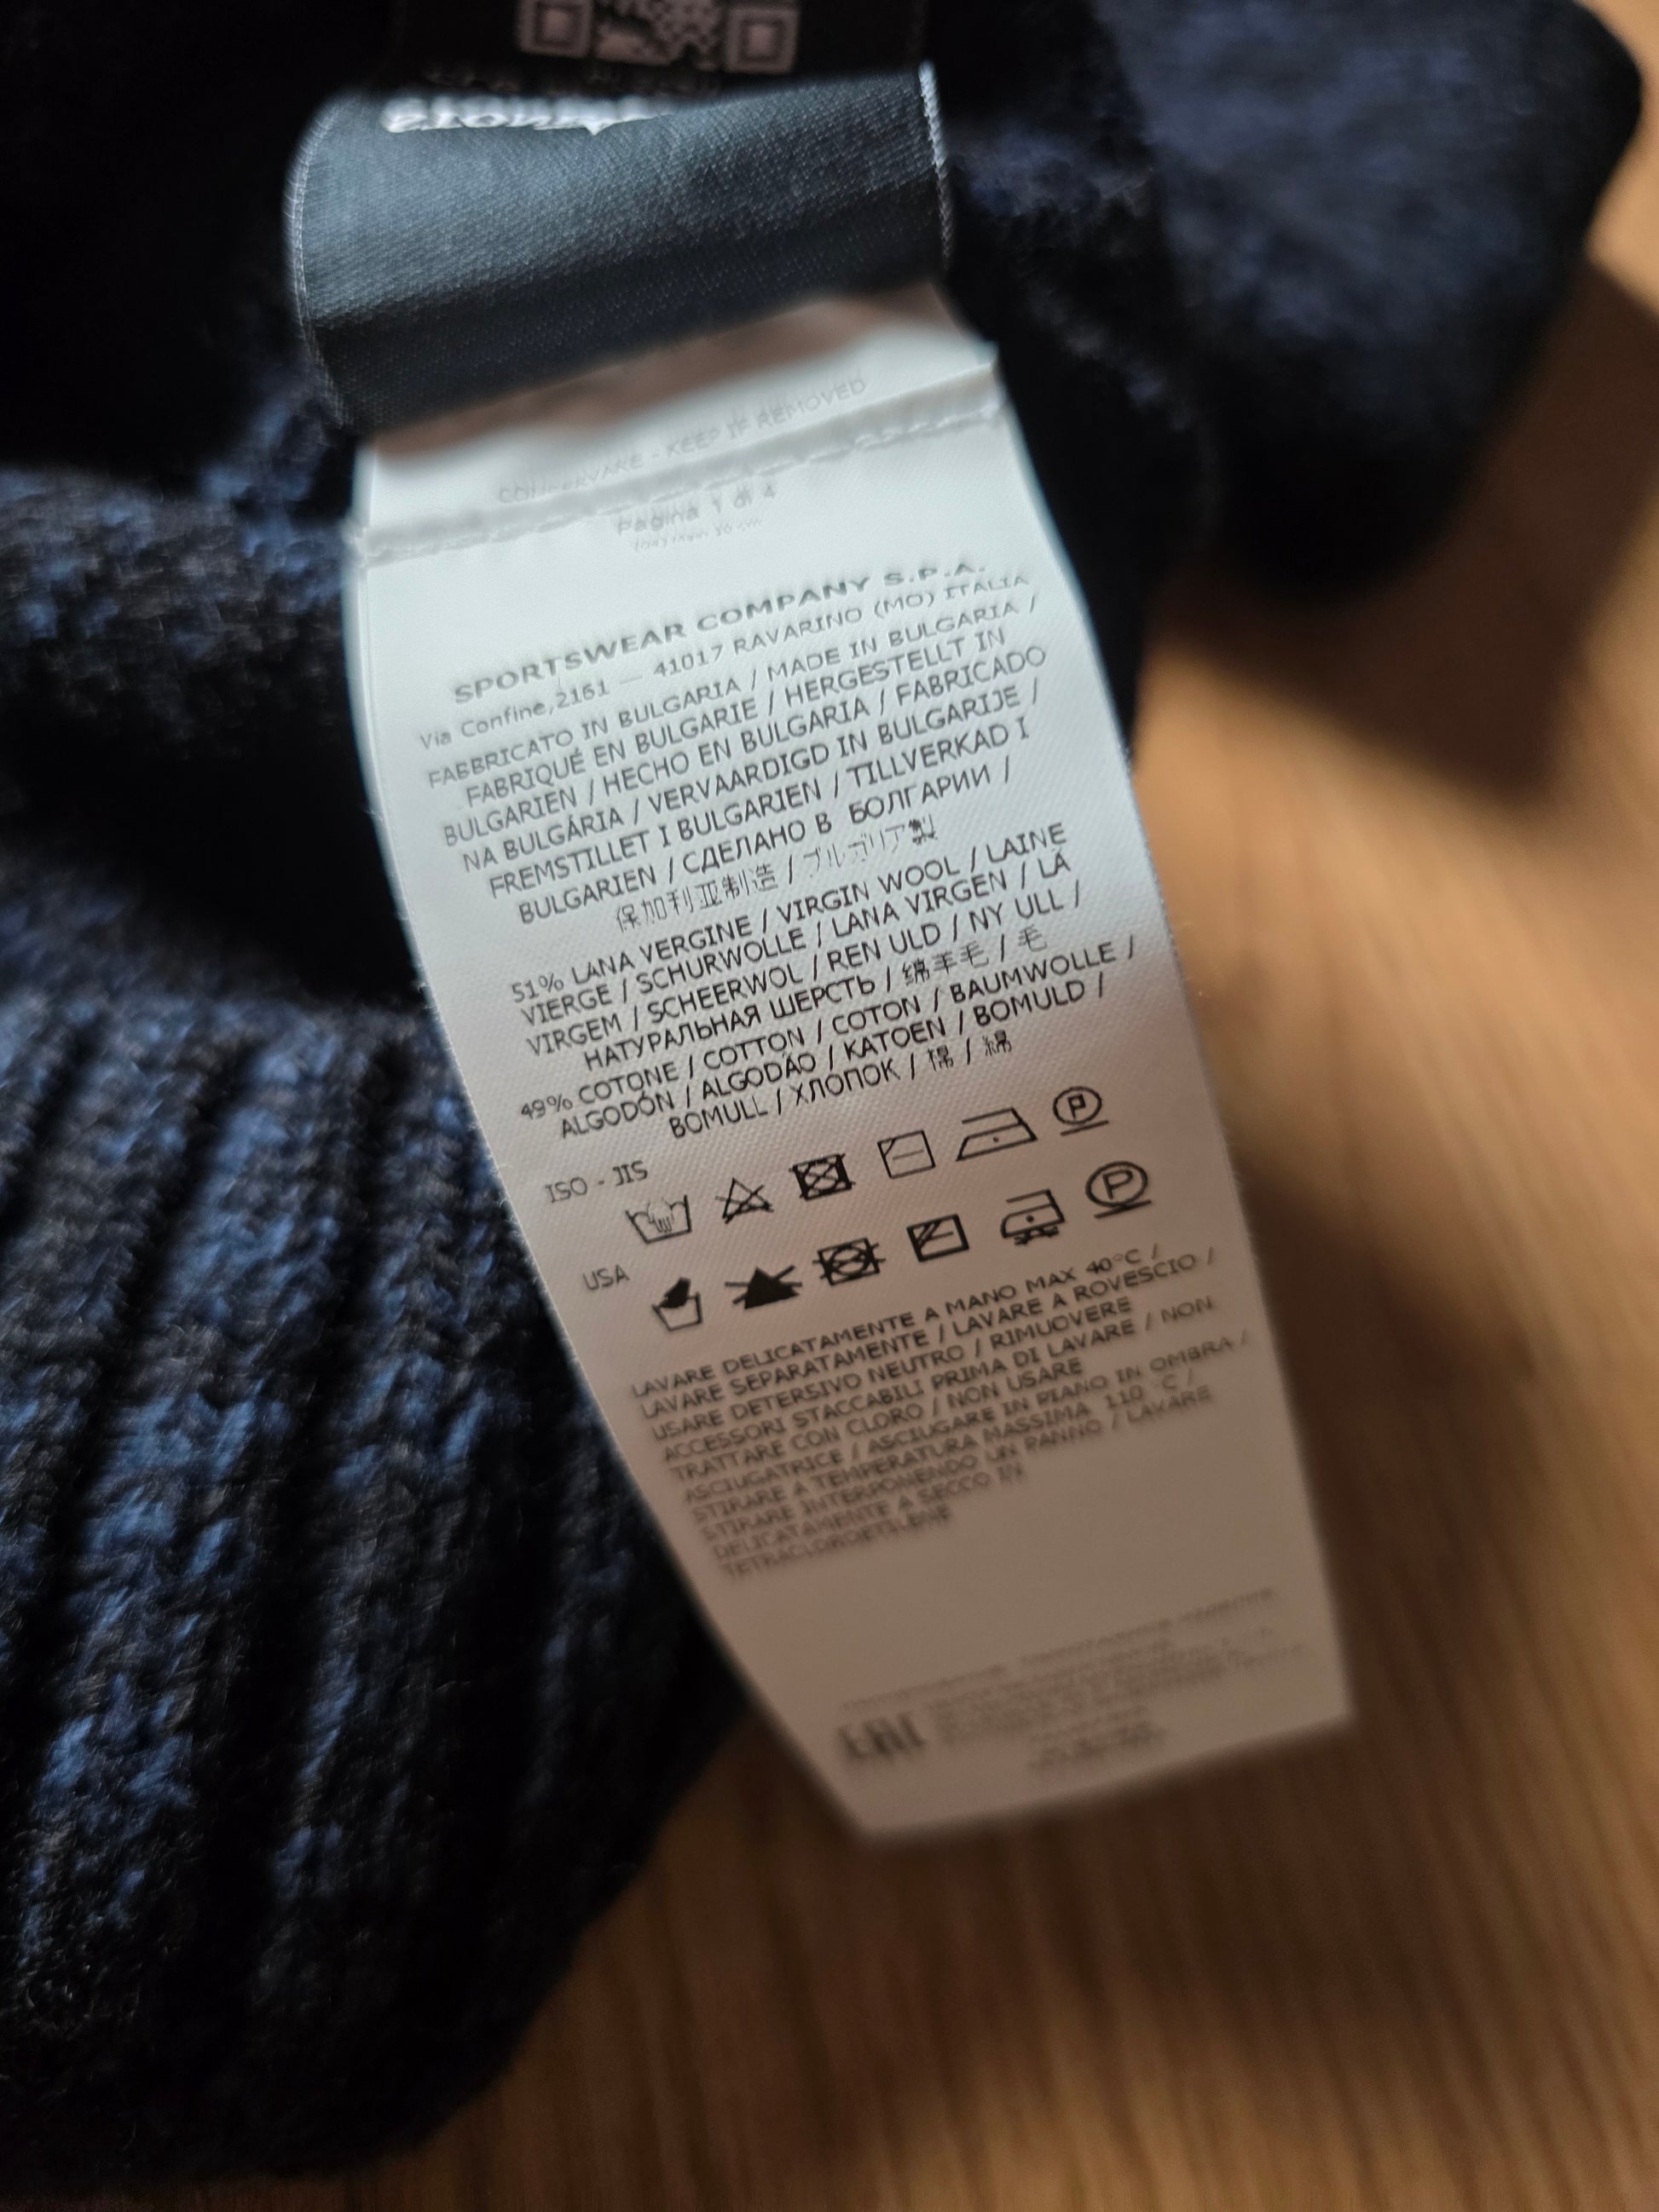 CONSERVARE - KEEP IF REMOVED
Pagina 1 di 4
SPORTSWEAR COMPANY S.P.A.
Via Confine,2161 — 41017 RAVARINO (MO) ITALIA
FABBRICATO IN BULGARIA / MADE IN BULGARIA /
FABRIQUÉ EN BULGARIE / HERGESTELLT IN
BULGARIEN / HECHO EN BULGARIA / FABRICADO
NA BULGÁRIA / VERVAARDIGD IN BULGARIJE /
FREMSTILLET I BULGARIEN / TILLVERKAD I
BULGARIEN / СДЕЛАНО В БОЛГАРИИ /
保加利亚制造 / ブルガリア製
51% LANA VERGINE / VIRGIN WOOL / LAINE
VIERGE / SCHURWOLLE / LANA VIRGEN / LÃ
VIRGEM / SCHEERWOL / REN ULD / NY ULL /
НАТУРАЛЬНАЯ ШЕРСТЬ / 绵羊毛 / 毛
49% COTONE / COTTON / COTON / BAUMWOLLE /
ALGODÓN / ALGODÃO / KATOEN / BOMULD /
BOMULL / ХЛОПОК / 棉 / 綿
ISO - JIS
P
USA
P
LAVARE DELICATAMENTE A MANO MAX 40°C /
LAVARE SEPARATAMENTE / LAVARE A ROVESCIO /
USARE DETERSIVO NEUTRO / RIMUOVERE
ACCESSORI STACCABILI PRIMA DI LAVARE / NON
TRATTARE CON CLORO / NON USARE
ASCIUGATRICE / ASCIUGARE IN PIANO IN OMBRA /
STIRARE A TEMPERATURA MASSIMA 110 °C /
STIRARE INTERPONENDO UN PANNO / LAVARE
DELICATAMENTE A SECCO IN
TETRACLOROETILENE
EAC